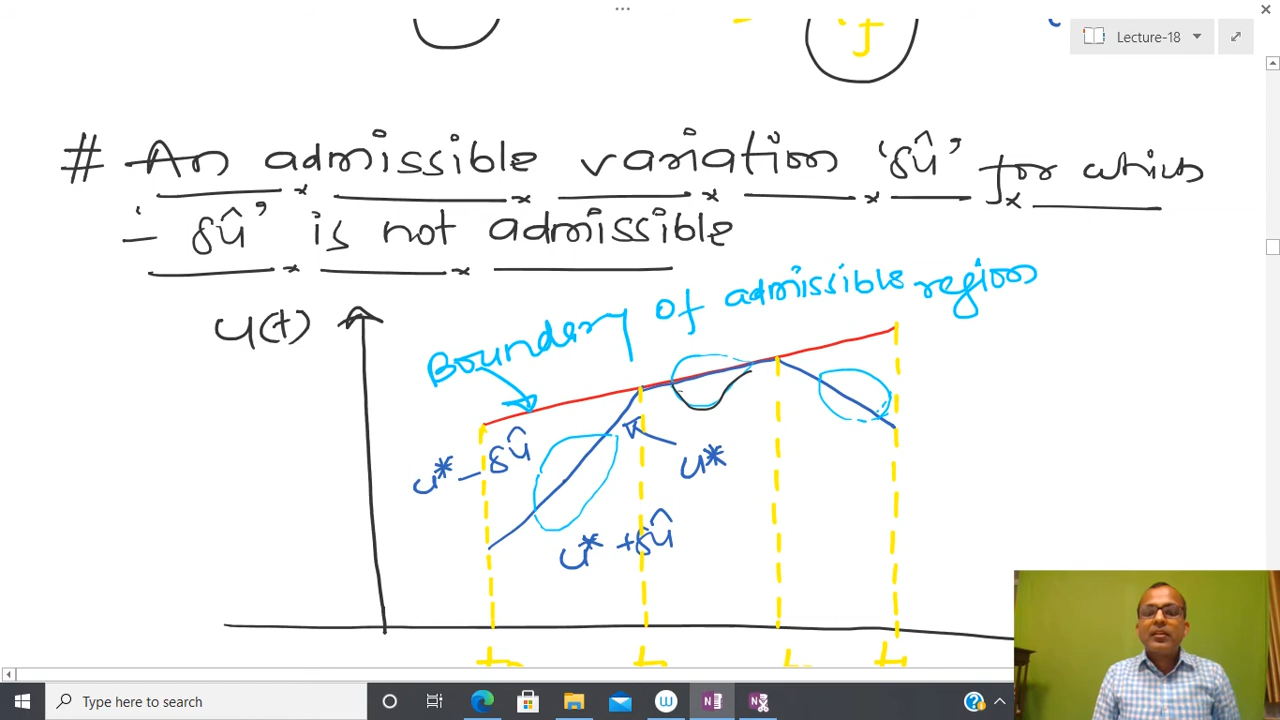 Lecture-18
if
# An admissible variation 'δû' for which
'- δû' is not admissible
u(t)
Boundary of admissible region
u* - δû
u*
u* + δû
Type here to search